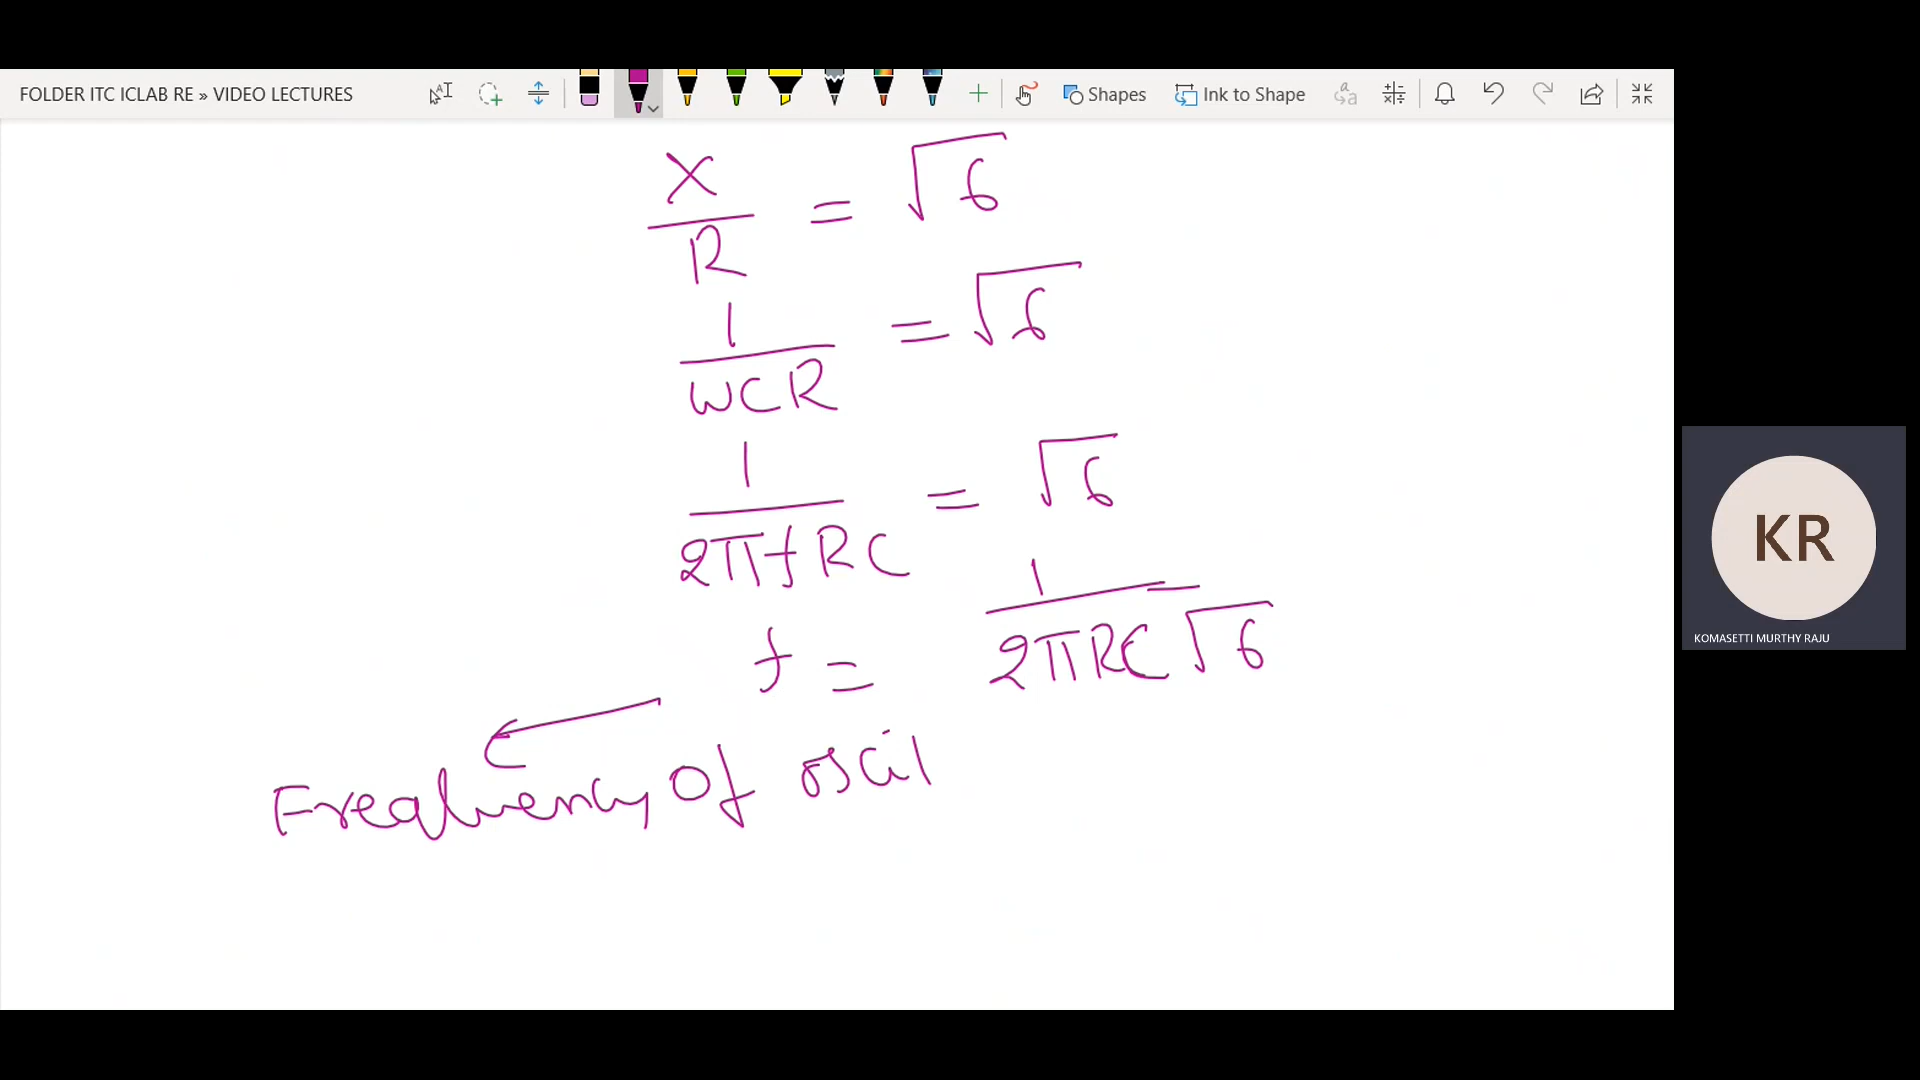 FOLDER ITC ICLAB RE » VIDEO LECTURES
Shapes
Ink to Shape
X/R = √6
1/WCR = √6
1/2πfRC = √6
f = 1/2πRC√6
Frequency Of oscil
KR
KOMASETTI MURTHY RAJU